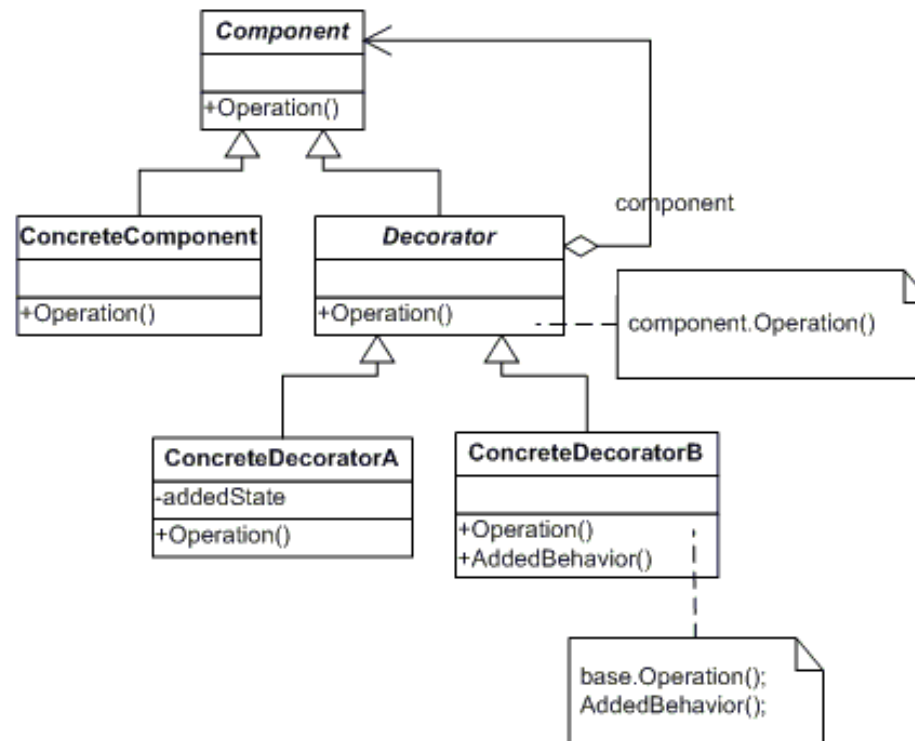 Component
+Operation()
component
ConcreteComponent
+Operation()
Decorator
+Operation()
component.Operation()
ConcreteDecoratorA
-addedState
+Operation()
ConcreteDecoratorB
+Operation()
+AddedBehavior()
base.Operation();
AddedBehavior();